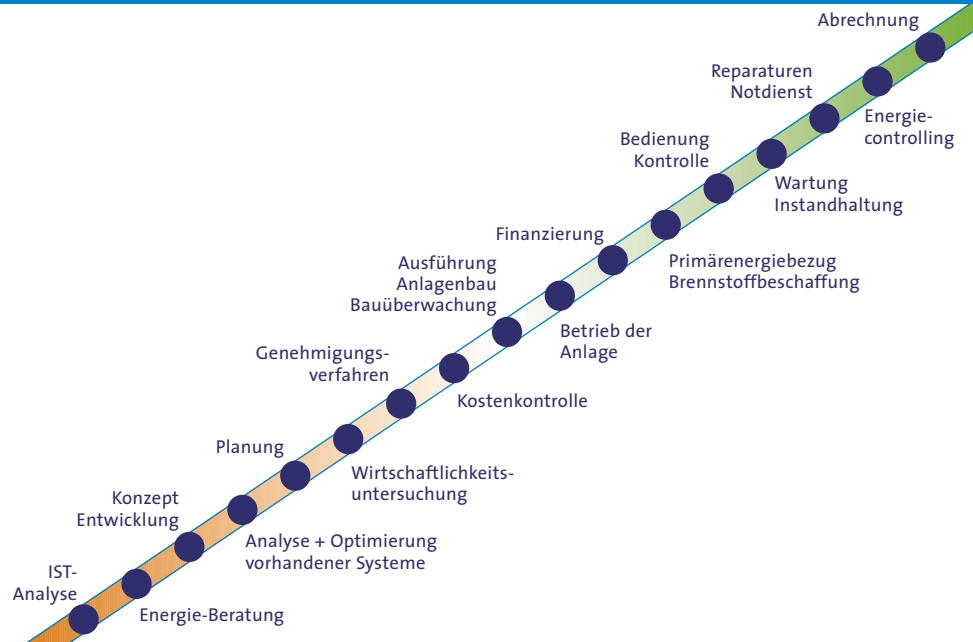 Abrechnung
Reparaturen
Notdienst
Energie-
controlling
Bedienung
Kontrolle
Wartung
Instandhaltung
Finanzierung
Primärenergiebezug
Brennstoffbeschaffung
Ausführung
Anlagenbau
Bauüberwachung
Betrieb der
Anlage
Genehmigungs-
verfahren
Kostenkontrolle
Planung
Wirtschaftlichkeits-
untersuchung
Konzept
Entwicklung
Analyse + Optimierung
vorhandener Systeme
IST-
Analyse
Energie-Beratung